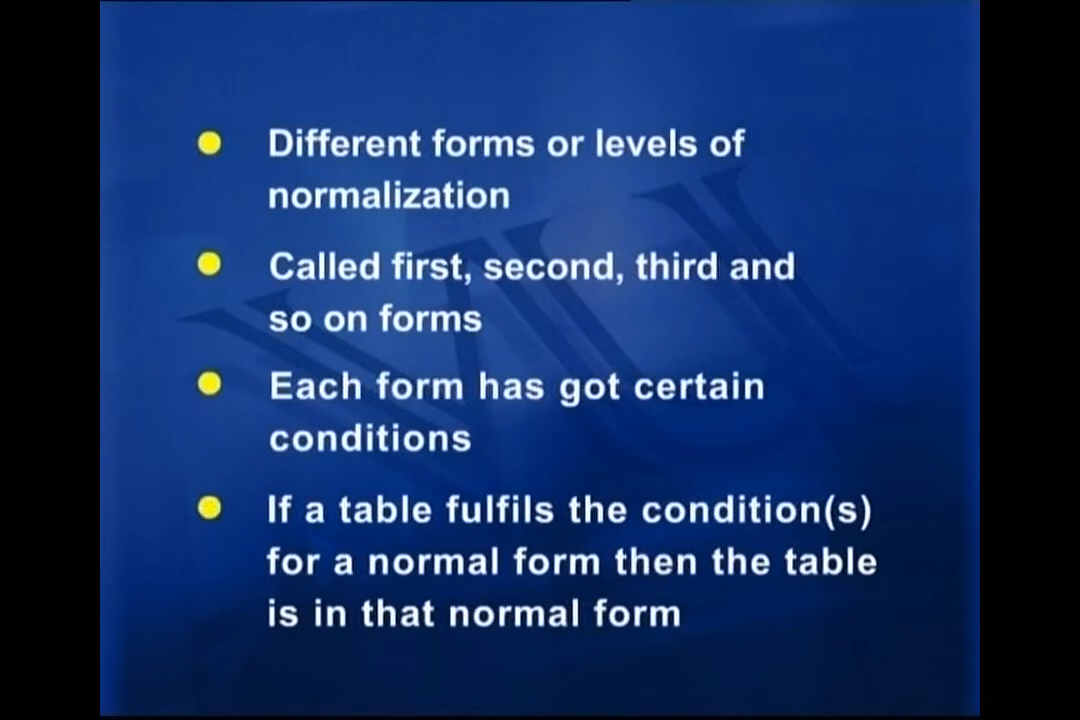 Different forms or levels of
normalization
Called first, second, third and
so on forms
Each form has got certain
conditions
If a table fulfils the condition(s)
for a normal form then the table
is in that normal form
VU